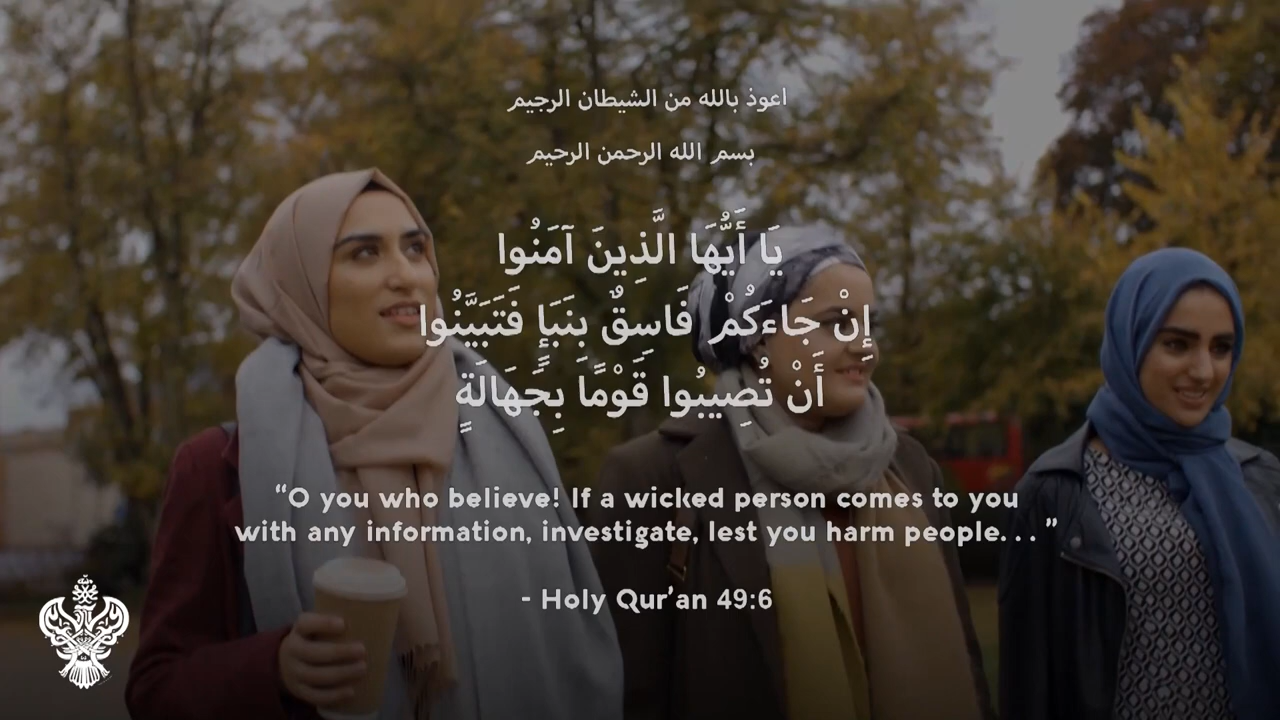 اعوذ بالله من الشيطان الرجيم
بسم الله الرحمن الرحيم
يَا أَيُّهَا الَّذِينَ آمَنُوا
إِنْ جَاءَكُمْ فَاسِقٌ بِنَبَإٍ فَتَبَيَّنُوا
أَنْ تُصِيبُوا قَوْمًا بِجَهَالَةٍ
“O you who believe! If a wicked person comes to you
with any information, investigate, lest you harm people. . . ”
- Holy Qur’an 49:6